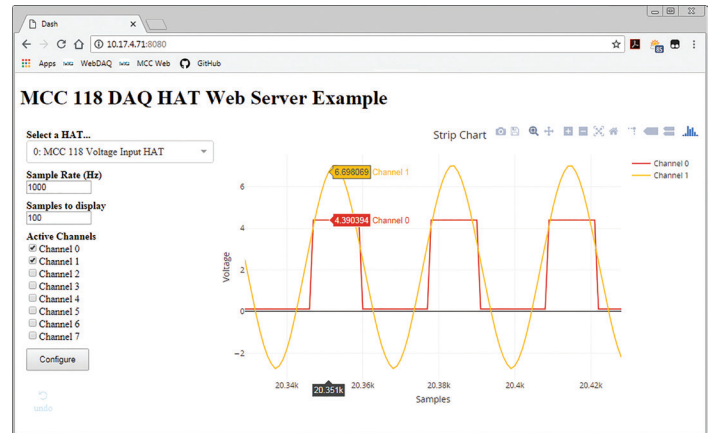 Dash
10.17.4.71:8080
Apps WebDAQ MCC Web GitHub
MCC 118 DAQ HAT Web Server Example
Select a HAT...
0: MCC 118 Voltage Input HAT
Sample Rate (Hz)
1000
Samples to display
100
Active Channels
Channel 0
Channel 1
Channel 2
Channel 3
Channel 4
Channel 5
Channel 6
Channel 7
Configure
undo
Strip Chart
Channel 0
Channel 1
6.698069 Channel 1
4.390394 Channel 0
Voltage
6
4
2
0
−2
20.34k 20.36k 20.38k 20.4k 20.42k
20.351k
Samples